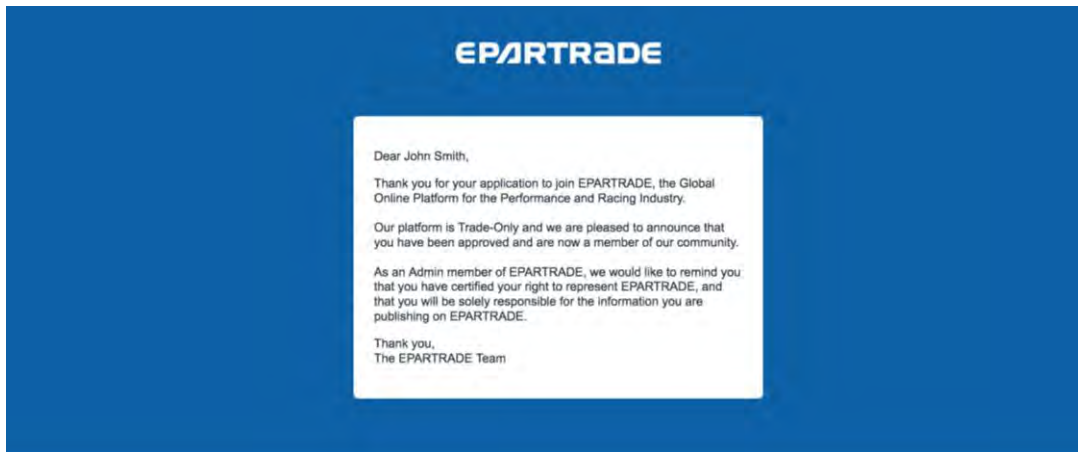 EPARTRADE
Dear John Smith,
Thank you for your application to join EPARTRADE, the Global
Online Platform for the Performance and Racing Industry.
Our platform is Trade-Only and we are pleased to announce that
you have been approved and are now a member of our community.
As an Admin member of EPARTRADE, we would like to remind you
that you have certified your right to represent EPARTRADE, and
that you will be solely responsible for the information you are
publishing on EPARTRADE.
Thank you,
The EPARTRADE Team